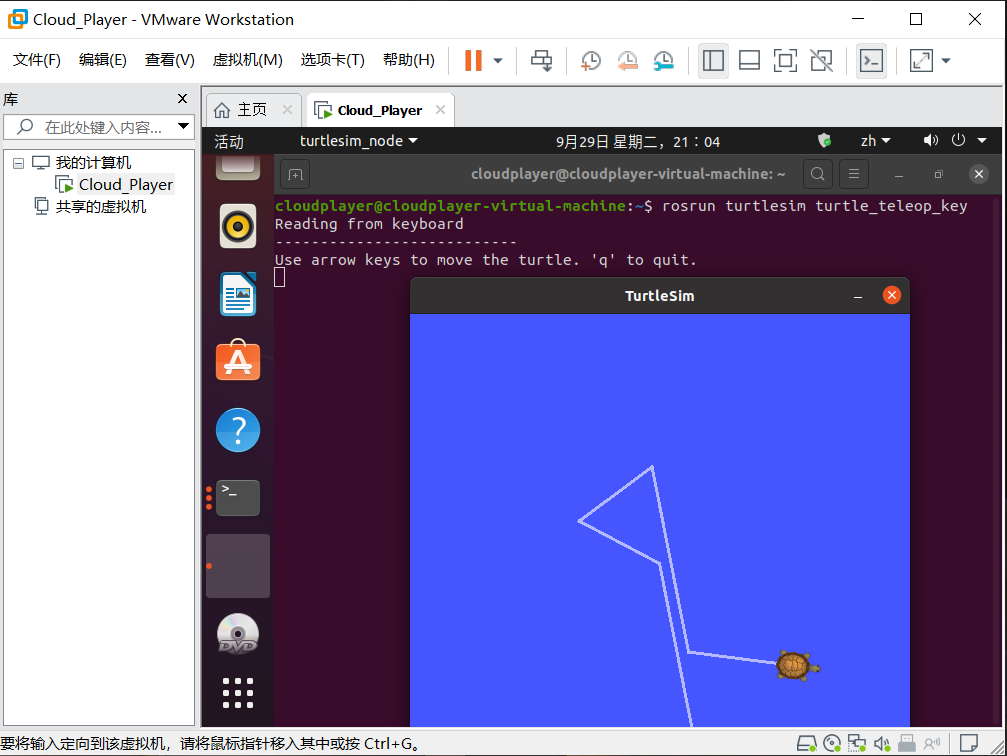 Cloud_Player - VMware Workstation
文件(F) 编辑(E) 查看(V) 虚拟机(M) 选项卡(T) 帮助(H)
库
在此处键入内容...
我的计算机
Cloud_Player
共享的虚拟机
主页 Cloud_Player
活动 turtlesim_node 9月29日 星期二，21：04 zh
cloudplayer@cloudplayer-virtual-machine: ~
cloudplayer@cloudplayer-virtual-machine:~$ rosrun turtlesim turtle_teleop_key
Reading from keyboard
---------------------------
Use arrow keys to move the turtle. 'q' to quit.
TurtleSim
>_
?
DVD
要将输入定向到该虚拟机，请将鼠标指针移入其中或按 Ctrl+G。